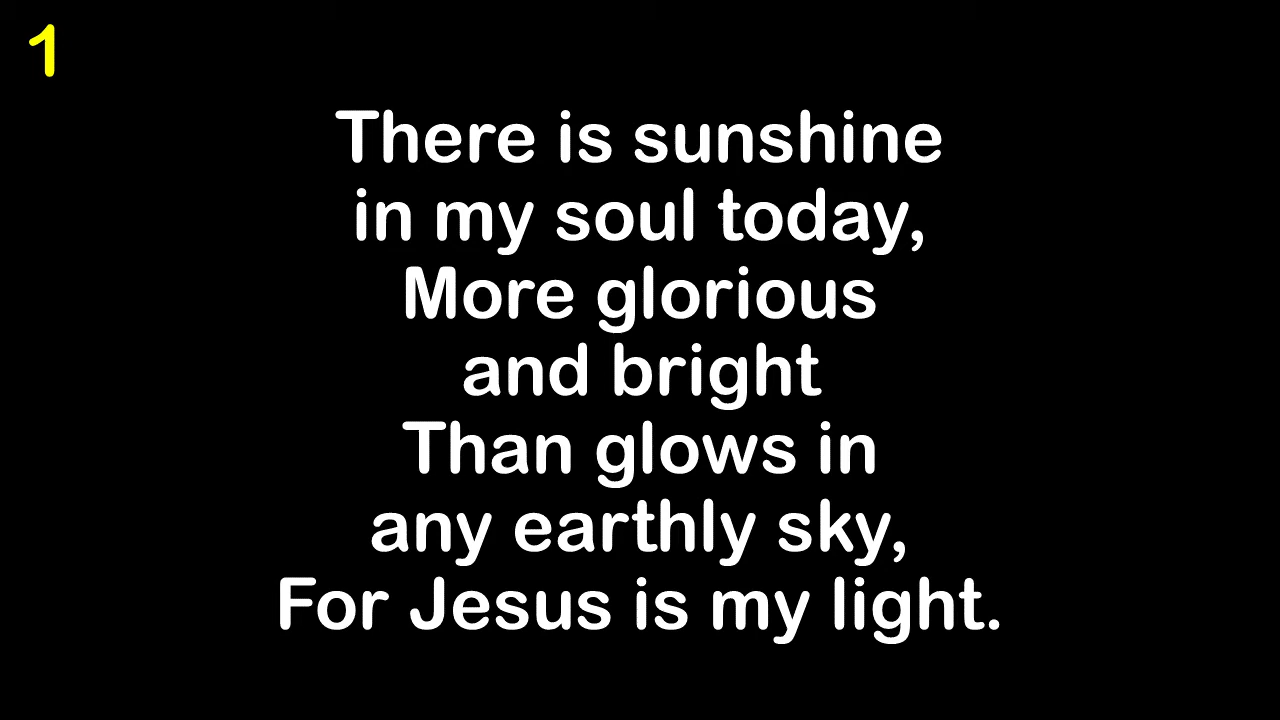 1
There is sunshine
in my soul today,
More glorious
and bright
Than glows in
any earthly sky,
For Jesus is my light.